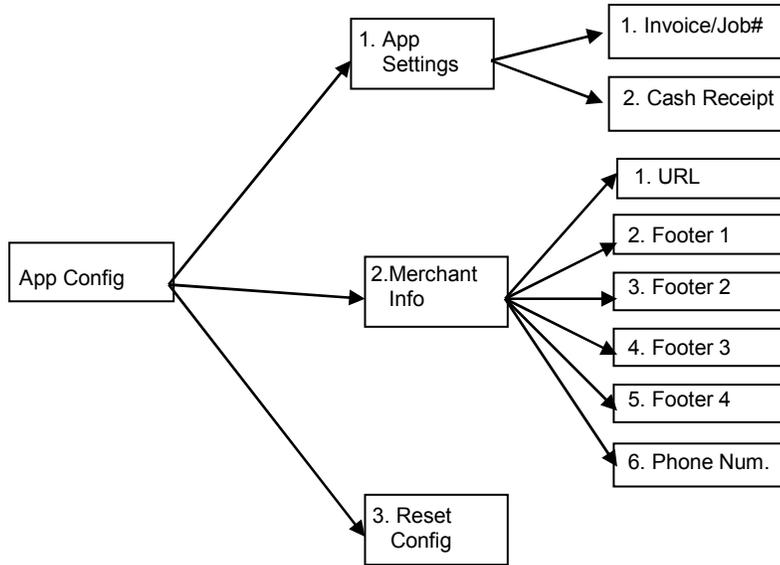 App Config
1. App
Settings
1. Invoice/Job#
2. Cash Receipt
2.Merchant
Info
1. URL
2. Footer 1
3. Footer 2
4. Footer 3
5. Footer 4
6. Phone Num.
3. Reset
Config